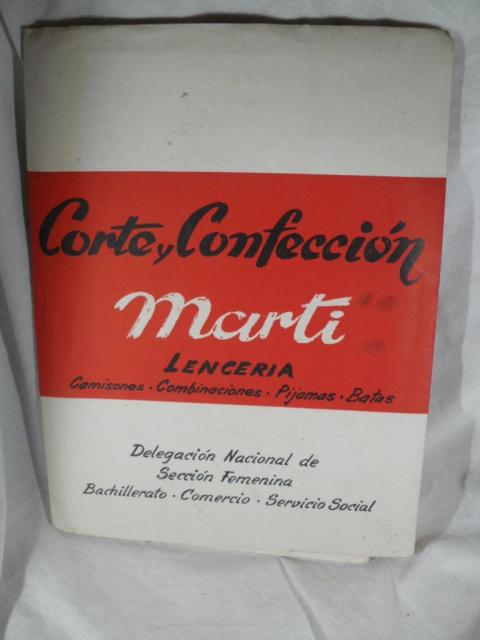 Corte y Confección
Marti
LENCERIA
Camisones · Combinaciones · Pijamas · Batas
Delegación Nacional de
Sección Femenina
Bachillerato · Comercio · Servicio Social